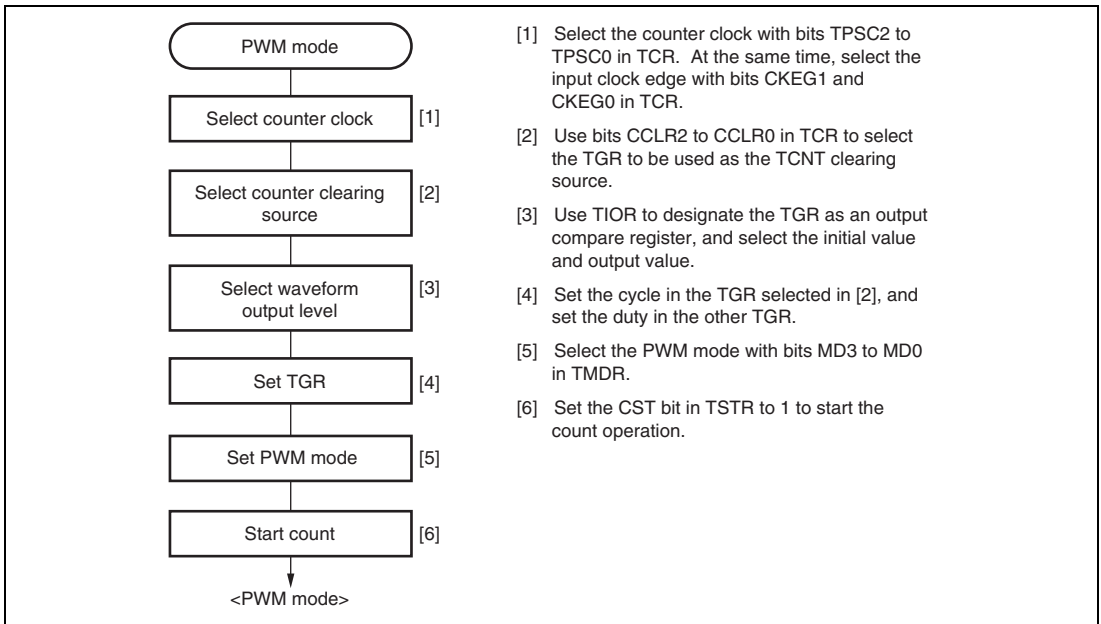 PWM mode
Select counter clock [1]
Select counter clearing
source
[2]
Select waveform
output level
[3]
Set TGR [4]
Set PWM mode [5]
Start count [6]
<PWM mode>
[1] Select the counter clock with bits TPSC2 to
TPSC0 in TCR. At the same time, select the
input clock edge with bits CKEG1 and
CKEG0 in TCR.
[2] Use bits CCLR2 to CCLR0 in TCR to select
the TGR to be used as the TCNT clearing
source.
[3] Use TIOR to designate the TGR as an output
compare register, and select the initial value
and output value.
[4] Set the cycle in the TGR selected in [2], and
set the duty in the other TGR.
[5] Select the PWM mode with bits MD3 to MD0
in TMDR.
[6] Set the CST bit in TSTR to 1 to start the
count operation.